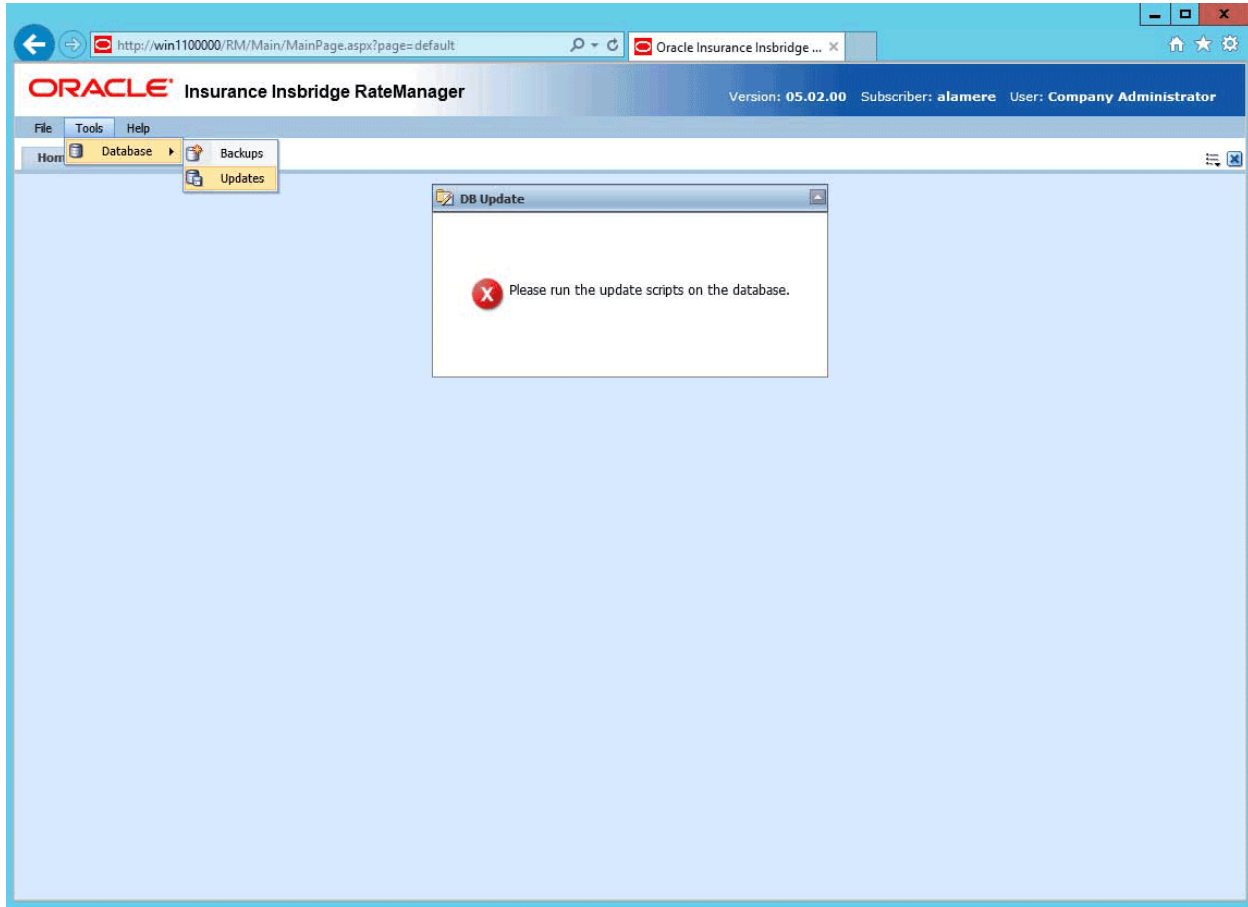 http://win1100000/RM/Main/MainPage.aspx?page=default
Oracle Insurance Insbridge ...
ORACLE Insurance Insbridge RateManager
Version: 05.02.00 Subscriber: alamere User: Company Administrator
File Tools Help
Hom
Database
Backups
Updates
DB Update
Please run the update scripts on the database.